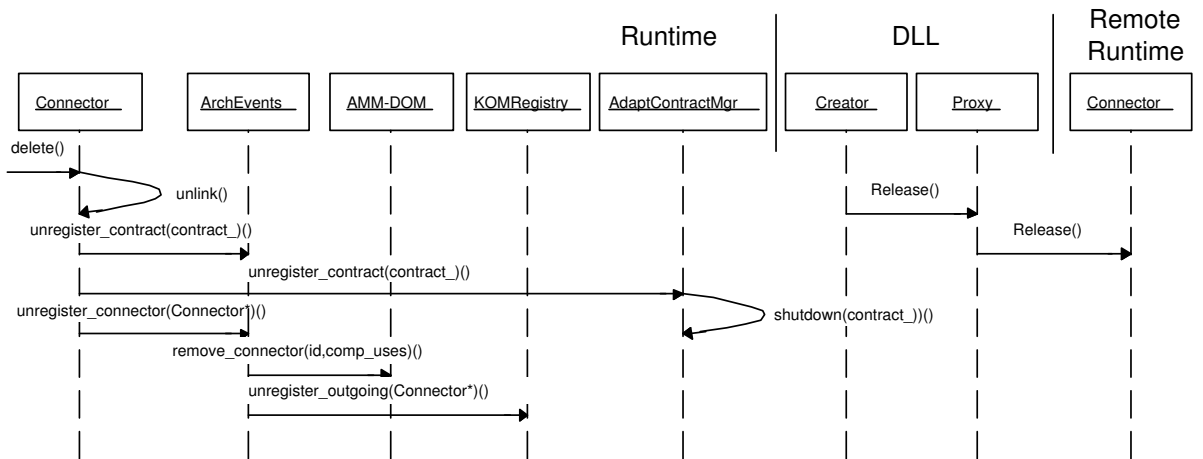 Runtime
DLL
Remote
Runtime
Connector
ArchEvents
AMM-DOM
KOMRegistry
AdaptContractMgr
Creator
Proxy
Connector
delete()
unlink()
Release()
unregister_contract(contract_)()
Release()
unregister_contract(contract_)()
unregister_connector(Connector*)()
shutdown(contract_))()
remove_connector(id,comp_uses)()
unregister_outgoing(Connector*)()